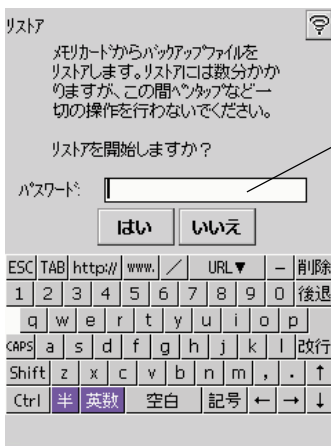 リストア
?
メモリカードからバックアップファイルを
リストアします。リストアには数分かか
りますが、この間ペンタップなど一
切の操作を行わないでください。
リストアを開始しますか？
パスワード:
はい いいえ
ESC TAB http:// www. ／ URL▼ − 削除
1 2 3 4 5 6 7 8 9 0 後退
q w e r t y u i o p
CAPS a s d f g h j k l 改行
Shift z x c v b n m , . ↑
Ctrl 半 英数 空白 記号 ← → ↓